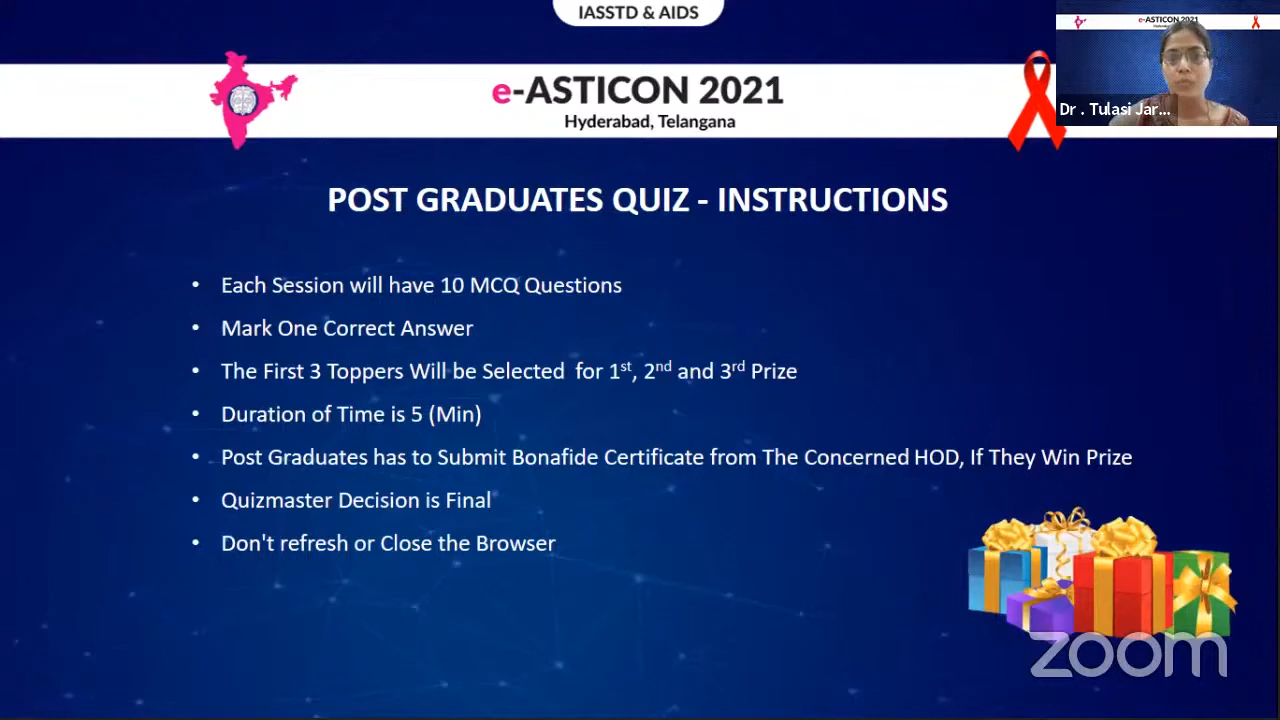 IASSTD & AIDS
e-ASTICON 2021
Hyderabad, Telangana
e-ASTICON 2021
Dr . Tulasi Jar...
POST GRADUATES QUIZ - INSTRUCTIONS
• Each Session will have 10 MCQ Questions
• Mark One Correct Answer
• The First 3 Toppers Will be Selected for 1st, 2nd and 3rd Prize
• Duration of Time is 5 (Min)
• Post Graduates has to Submit Bonafide Certificate from The Concerned HOD, If They Win Prize
• Quizmaster Decision is Final
• Don't refresh or Close the Browser
zoom